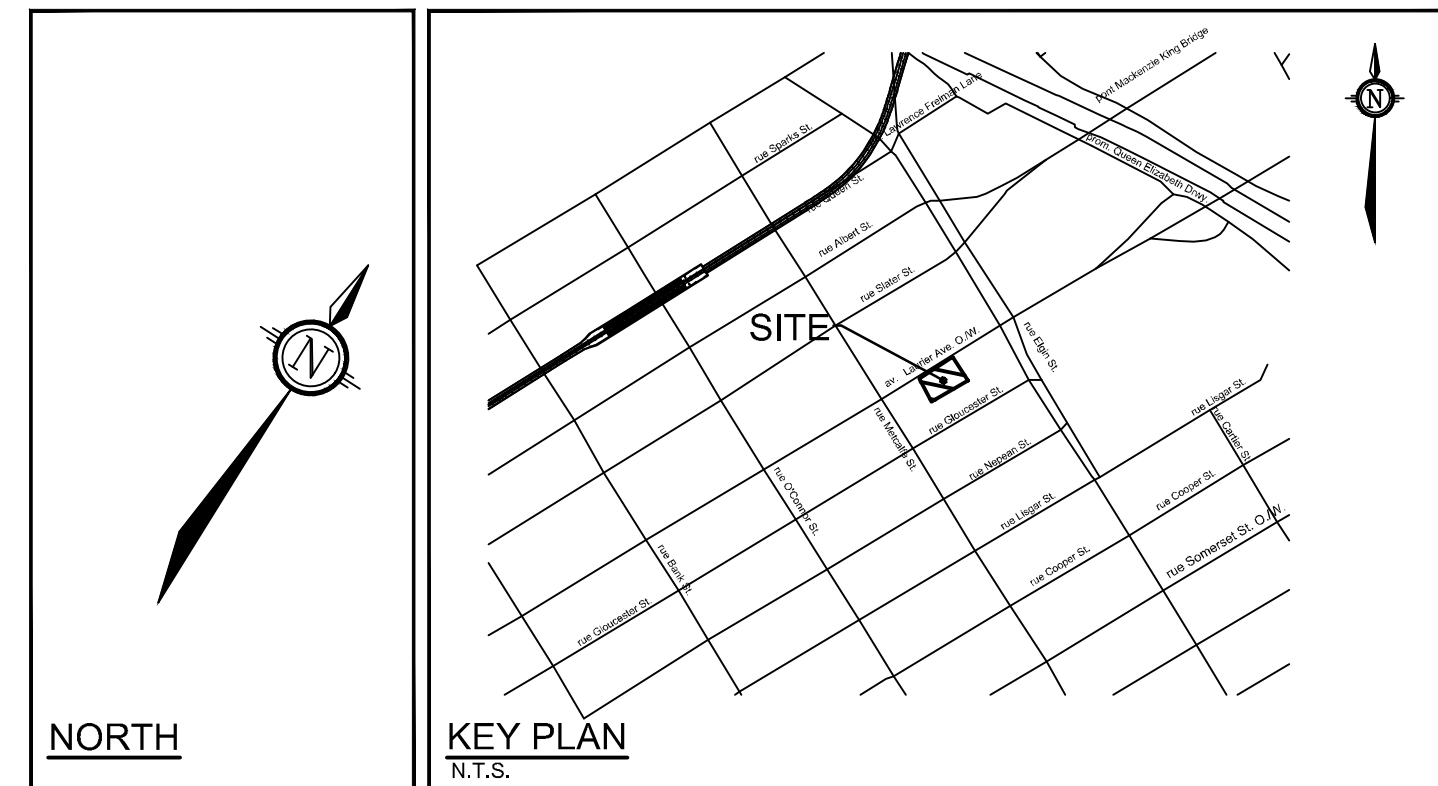 N
NORTH
N
pont Mackenzie King Bridge
Lawrence Freiman Lane
rue Sparks St.
prom. Queen Elizabeth Drwy.
rue Queen St.
rue Albert St.
rue Slater St.
SITE
av. Laurier Ave. O./W.
rue Elgin St.
rue Gloucester St.
rue Metcalfe St.
rue Lisgar St.
rue Cartier St.
rue Nepean St.
rue O'Connor St.
rue Lisgar St.
rue Cooper St.
rue Somerset St. O./W.
rue Cooper St.
rue Bank St.
rue Gloucester St.
KEY PLAN
N.T.S.